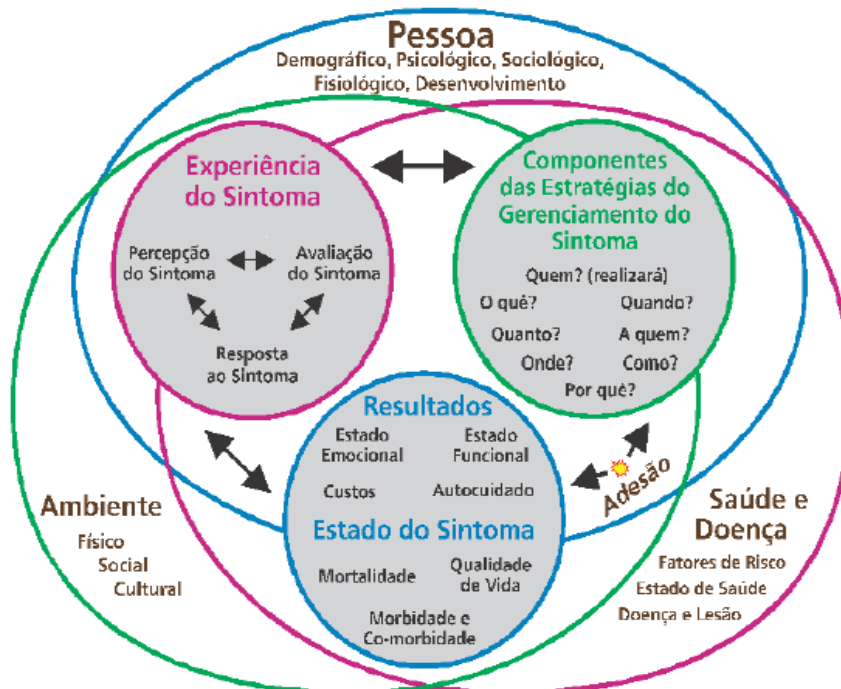 Pessoa
Demográfico, Psicológico, Sociológico,
Fisiológico, Desenvolvimento
Experiência
do Sintoma
Percepção
do Sintoma
Avaliação
do Sintoma
Resposta
ao Sintoma
Componentes
das Estratégias do
Gerenciamento do
Sintoma
Quem? (realizará)
O quê?
Quando?
Quanto?
A quem?
Onde?
Como?
Por quê?
Resultados
Estado
Emocional
Estado
Funcional
Custos
Autocuidado
Estado do Sintoma
Mortalidade
Qualidade
de Vida
Morbidade e
Co-morbidade
Adesão
Ambiente
Físico
Social
Cultural
Saúde e
Doença
Fatores de Risco
Estado de Saúde
Doença e Lesão